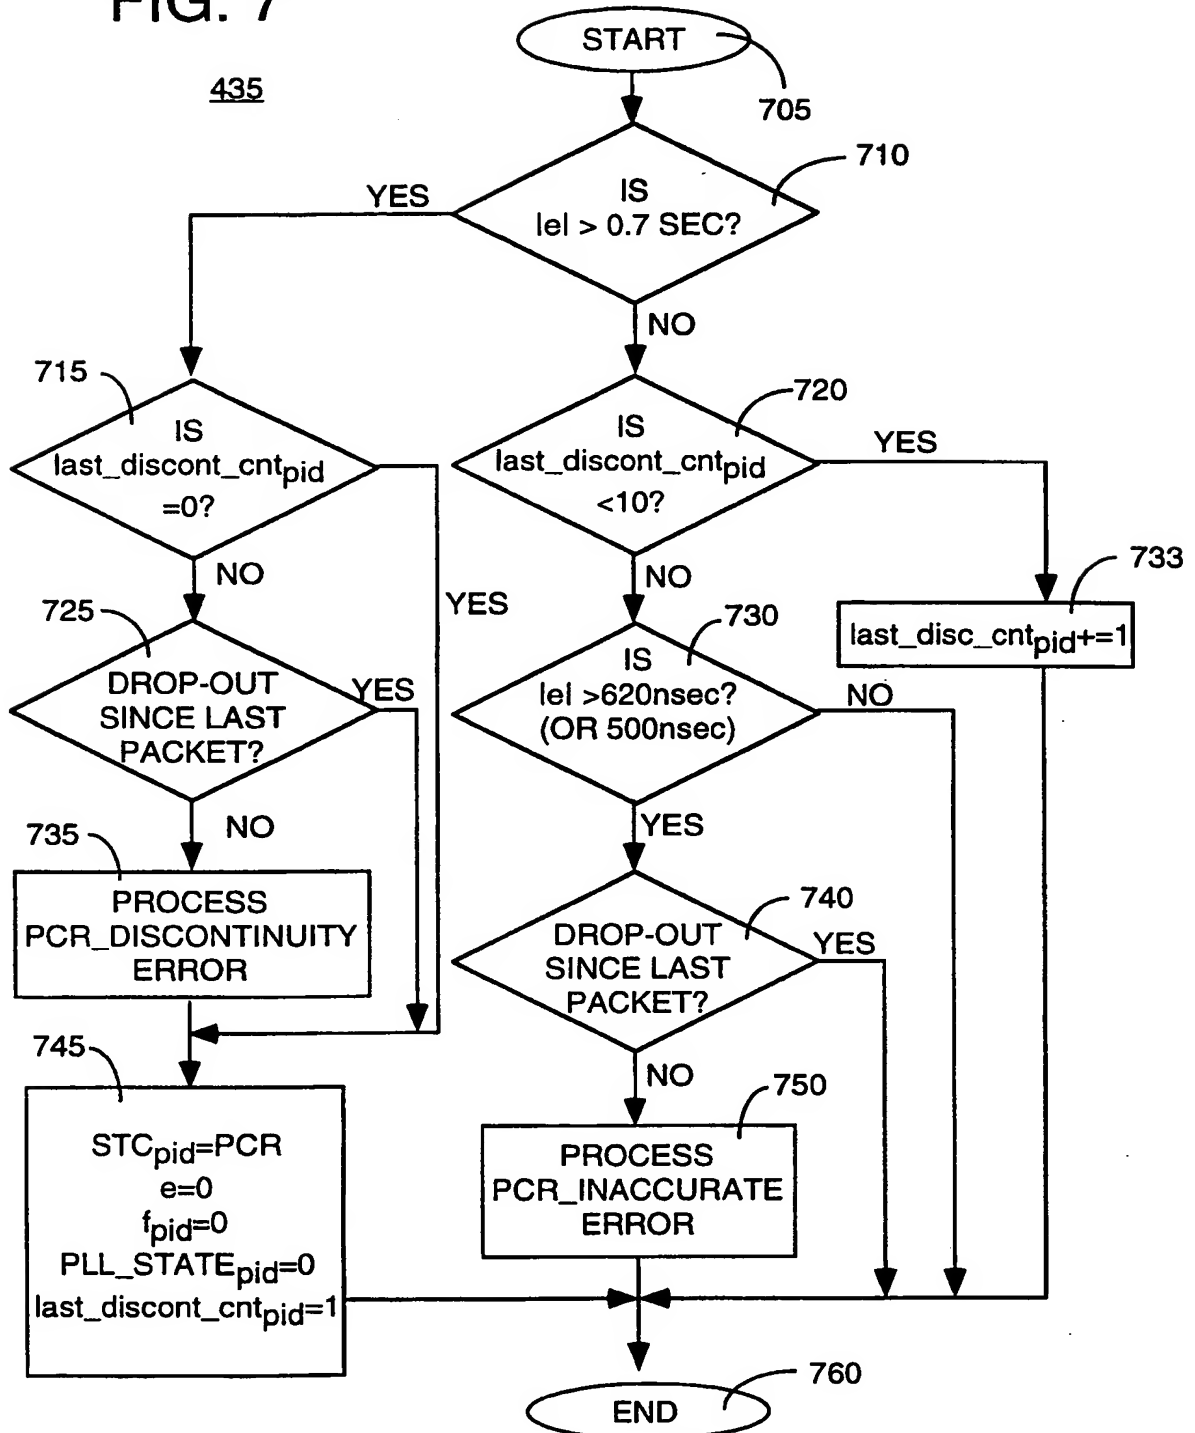 FIG. 7
435
START
705
IS
|e| > 0.7 SEC?
710
YES
NO
715
IS
last_discont_cntpid
=0?
YES
NO
720
IS
last_discont_cntpid
<10?
YES
NO
733
last_disc_cntpid+=1
725
DROP-OUT
SINCE LAST
PACKET?
YES
NO
730
IS
|e| >620nsec?
(OR 500nsec)
NO
YES
735
PROCESS
PCR_DISCONTINUITY
ERROR
740
DROP-OUT
SINCE LAST
PACKET?
YES
NO
745
STCpid=PCR
e=0
fpid=0
PLL_STATEpid=0
last_discont_cntpid=1
750
PROCESS
PCR_INACCURATE
ERROR
760
END